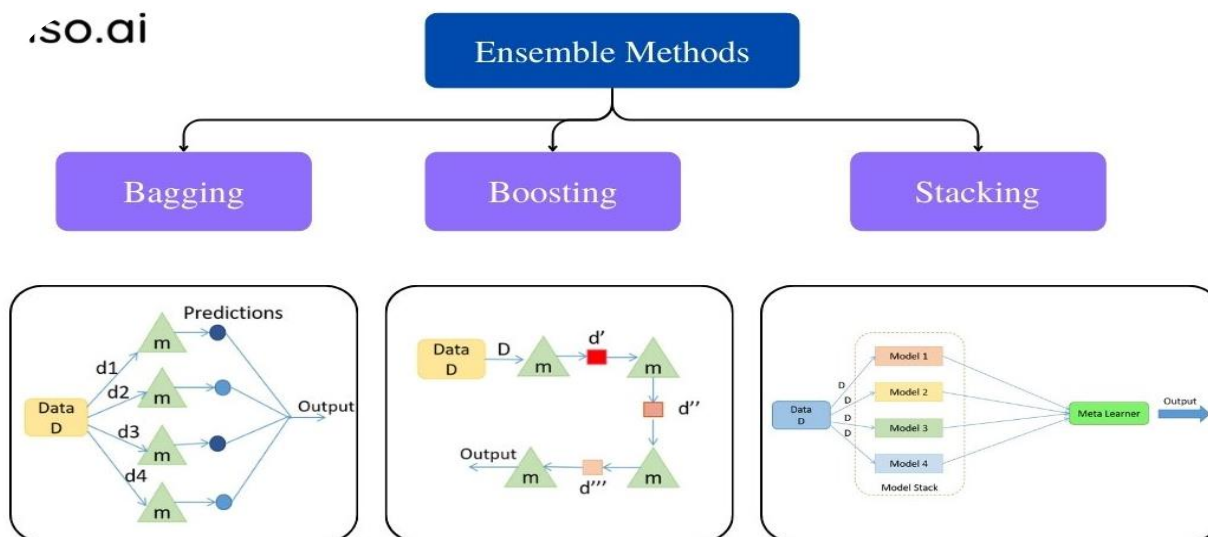 .so.ai
Ensemble Methods
Bagging
Boosting
Stacking
Predictions
m
d1
d2
m
Data
D
Output
d3
m
d4
m
Data
D
D
m
d'
m
d''
Output
m
d'''
m
Model 1
D
Model 2
D
Data
D
D
Model 3
D
Model 4
Model Stack
Meta Learner
Output